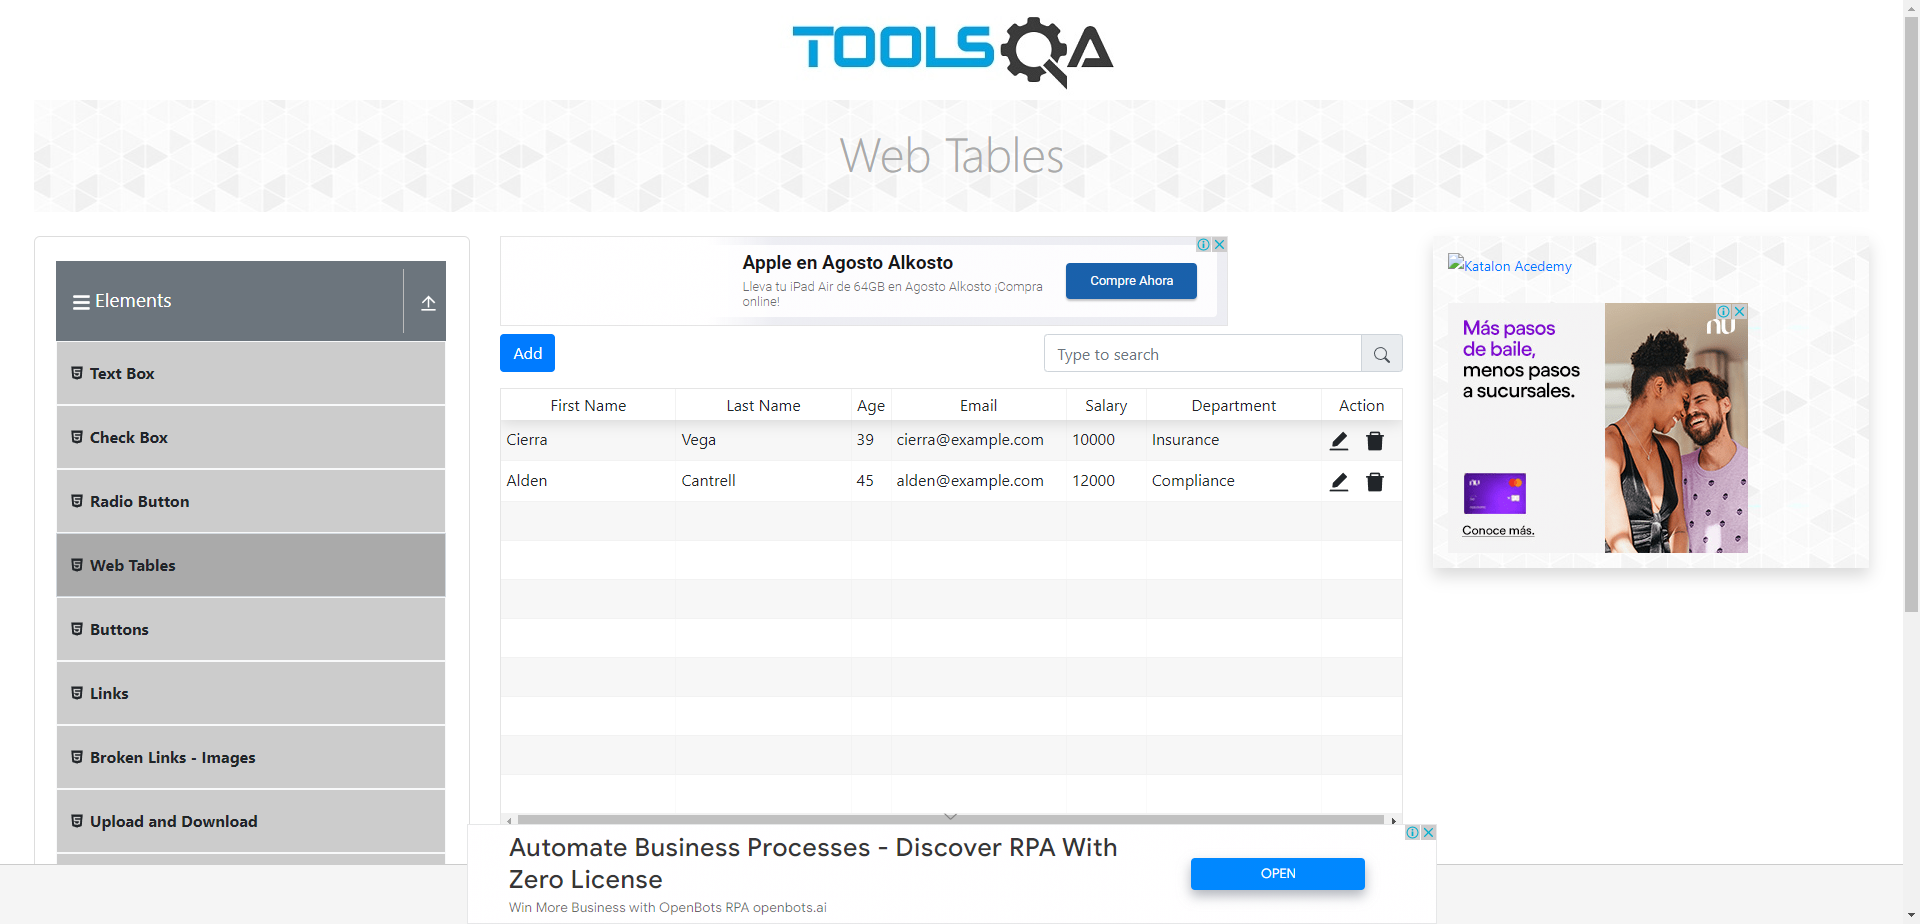 TOOLSQA
Web Tables
Elements
Text Box
Check Box
Radio Button
Web Tables
Buttons
Links
Broken Links - Images
Upload and Download
Apple en Agosto Alkosto
Lleva tu iPad Air de 64GB en Agosto Alkosto ¡Compra
online!
Compre Ahora
Add
Type to search
First Name Last Name Age Email Salary Department Action
Cierra Vega 39 cierra@example.com 10000 Insurance
Alden Cantrell 45 alden@example.com 12000 Compliance
Katalon Acedemy
Más pasos
de baile,
menos pasos
a sucursales.
nu
nu
Conoce más.
Automate Business Processes - Discover RPA With
Zero License
Win More Business with OpenBots RPA openbots.ai
OPEN